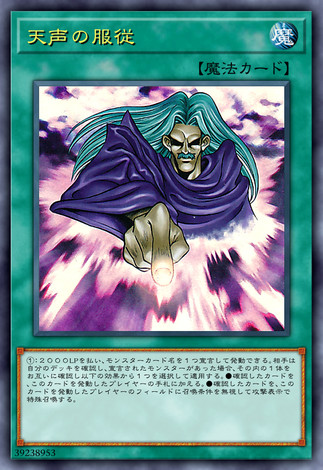 天声の服従
魔
【魔法カード】
①:２０００LPを払い、モンスターカード名を１つ宣言して発動できる。相手は
自分のデッキを確認し、宣言されたモンスターがあった場合、その内の１体を
お互いに確認し以下の効果から１つを選択して適用する。●確認したカードを
、このカードを発動したプレイヤーの手札に加える。●確認したカードを、この
カードを発動したプレイヤーのフィールドに召喚条件を無視して攻撃表示で
特殊召喚する。
39238953